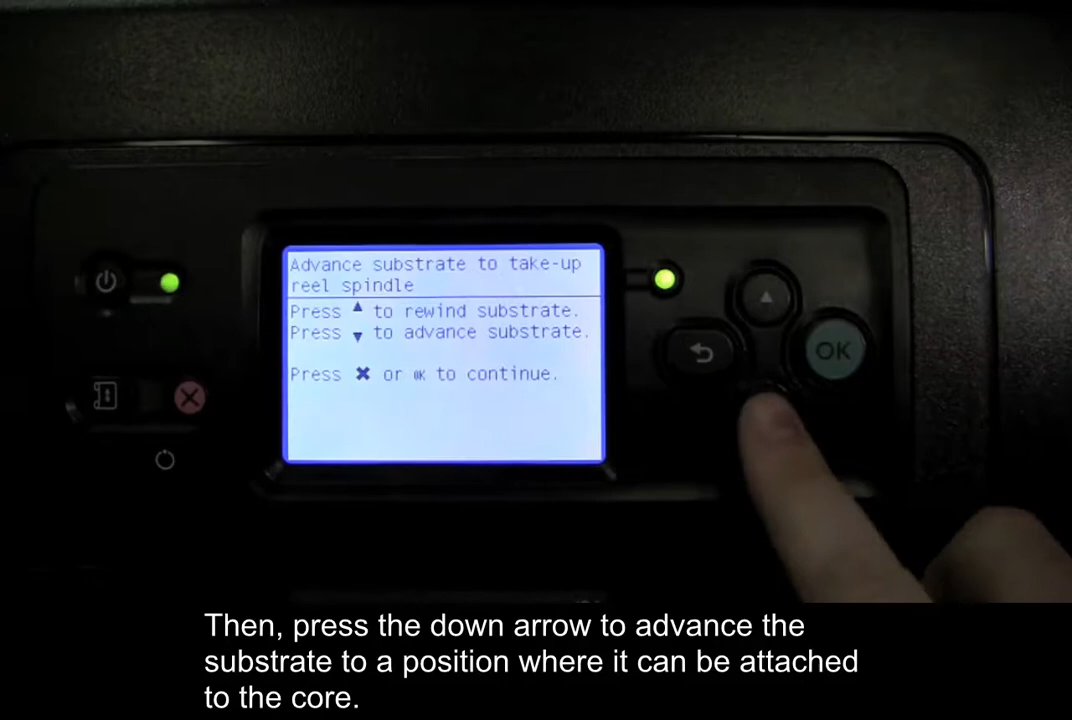 Advance substrate to take-up
reel spindle
Press ▲ to rewind substrate.
Press ▼ to advance substrate.
Press ✖ or OK to continue.
OK
Then, press the down arrow to advance the
substrate to a position where it can be attached
to the core.